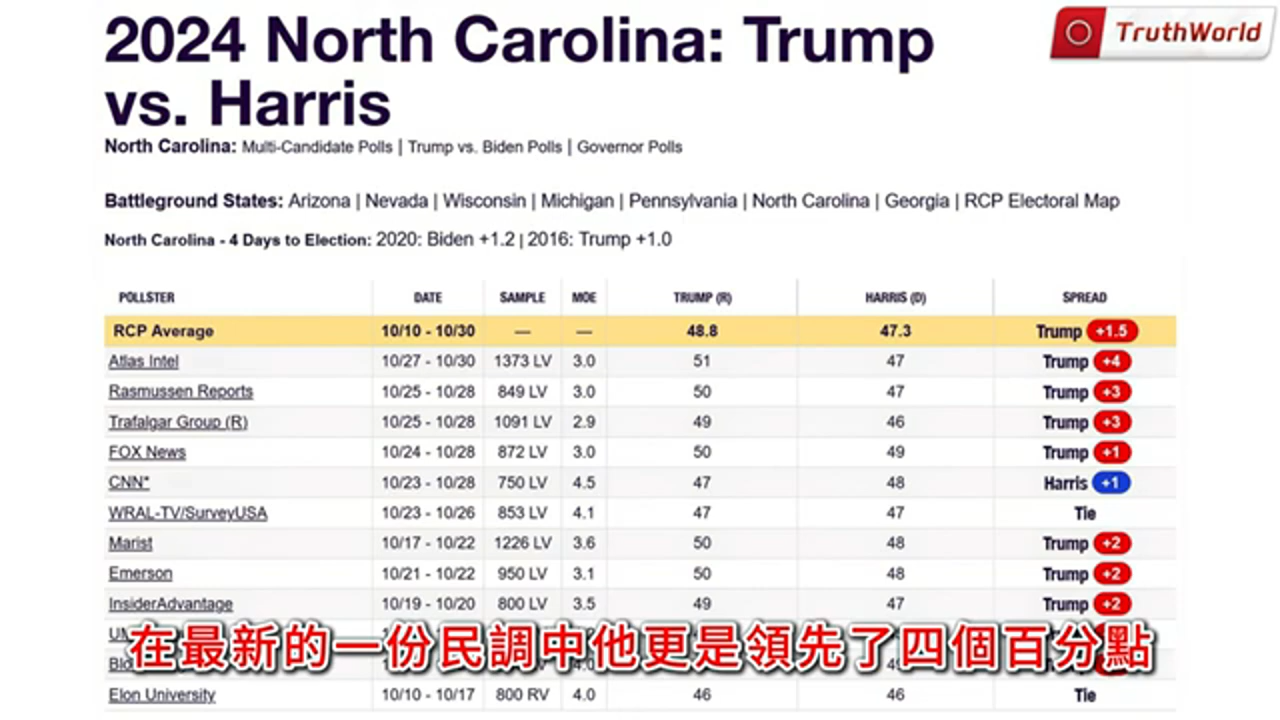 2024 North Carolina: Trump
vs. Harris
TruthWorld
North Carolina: Multi-Candidate Polls | Trump vs. Biden Polls | Governor Polls
Battleground States: Arizona | Nevada | Wisconsin | Michigan | Pennsylvania | North Carolina | Georgia | RCP Electoral Map
North Carolina - 4 Days to Election: 2020: Biden +1.2 | 2016: Trump +1.0
POLLSTER DATE SAMPLE MOE TRUMP (R) HARRIS (D) SPREAD
RCP Average 10/10 - 10/30 — — 48.8 47.3 Trump +1.5
Atlas Intel 10/27 - 10/30 1373 LV 3.0 51 47 Trump +4
Rasmussen Reports 10/25 - 10/28 849 LV 3.0 50 47 Trump +3
Trafalgar Group (R) 10/25 - 10/28 1091 LV 2.9 49 46 Trump +3
FOX News 10/24 - 10/28 872 LV 3.0 50 49 Trump +1
CNN* 10/23 - 10/28 750 LV 4.5 47 48 Harris +1
WRAL-TV/SurveyUSA 10/23 - 10/26 853 LV 4.1 47 47 Tie
Marist 10/17 - 10/22 1226 LV 3.6 50 48 Trump +2
Emerson 10/21 - 10/22 950 LV 3.1 50 48 Trump +2
InsiderAdvantage 10/19 - 10/20 800 LV 3.5 49 47 Trump +2
在最新的一份民調中他更是領先了四個百分點
Elon University 10/10 - 10/17 800 RV 4.0 46 46 Tie